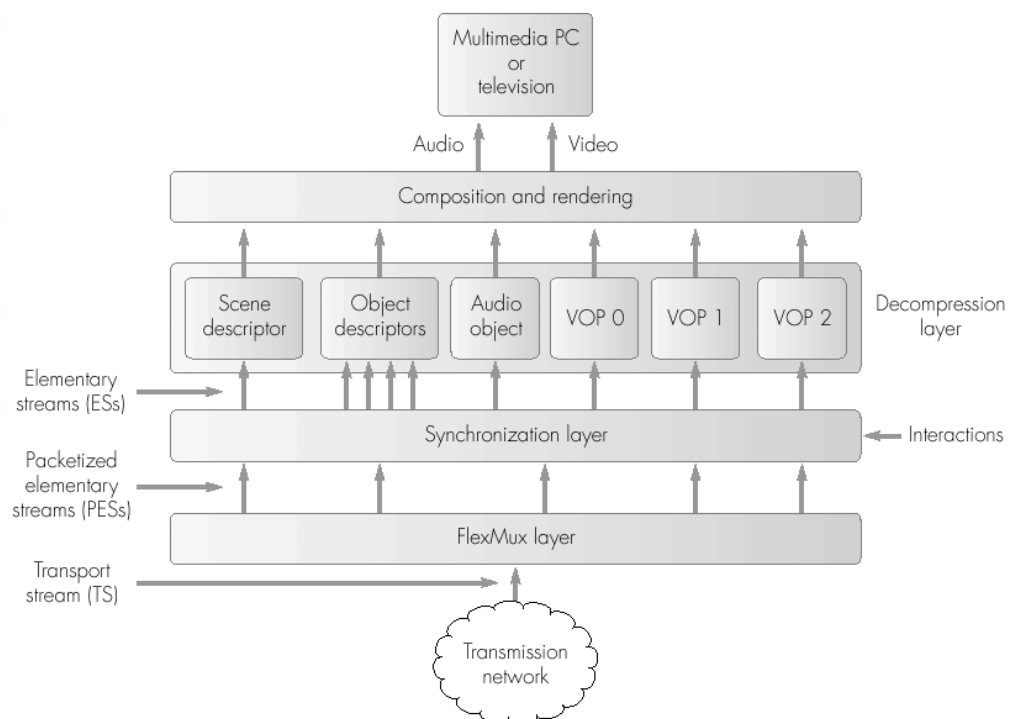 Multimedia PC
or
television
Audio
Video
Composition and rendering
Scene
descriptor
Object
descriptors
Audio
object
VOP 0
VOP 1
VOP 2
Decompression
layer
Elementary
streams (ESs)
Synchronization layer
Interactions
Packetized
elementary
streams (PESs)
FlexMux layer
Transport
stream (TS)
Transmission
network